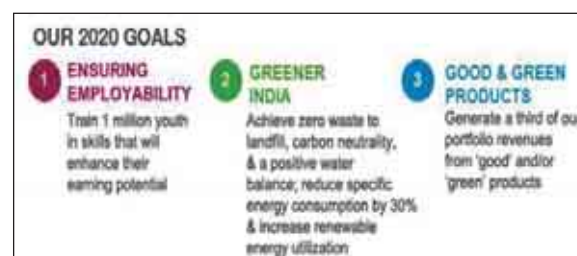 OUR 2020 GOALS
1
ENSURING
EMPLOYABILITY
Train 1 million youth
in skills that will
enhance their
earning potential
2
GREENER
INDIA
Achieve zero waste to
landfill, carbon neutrality,
& a positive water
balance; reduce specific
energy consumption by 30%
& increase renewable
energy utilization
3
GOOD & GREEN
PRODUCTS
Generate a third of ou
portfolio revenues
from 'good' and/or
'green' products